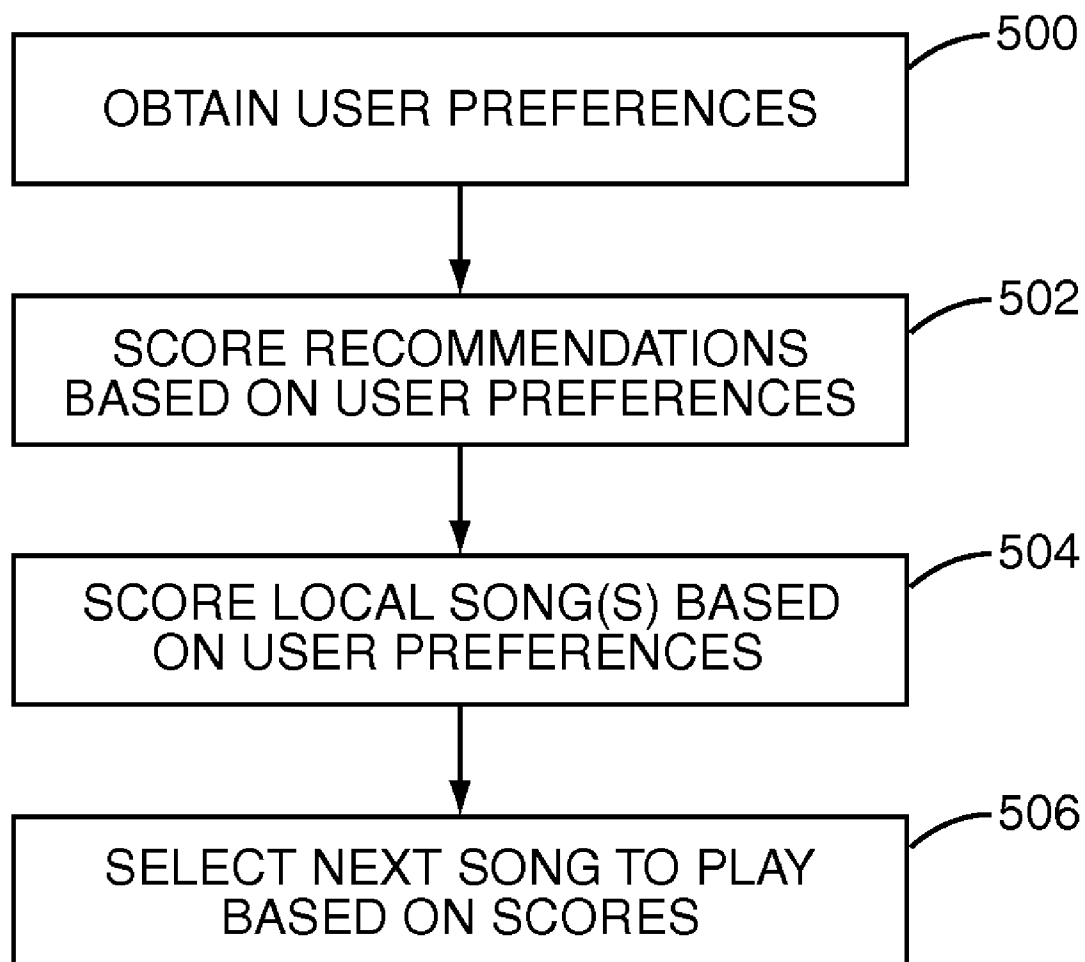 500
OBTAIN USER PREFERENCES
502
SCORE RECOMMENDATIONS
BASED ON USER PREFERENCES
504
SCORE LOCAL SONG(S) BASED
ON USER PREFERENCES
506
SELECT NEXT SONG TO PLAY
BASED ON SCORES